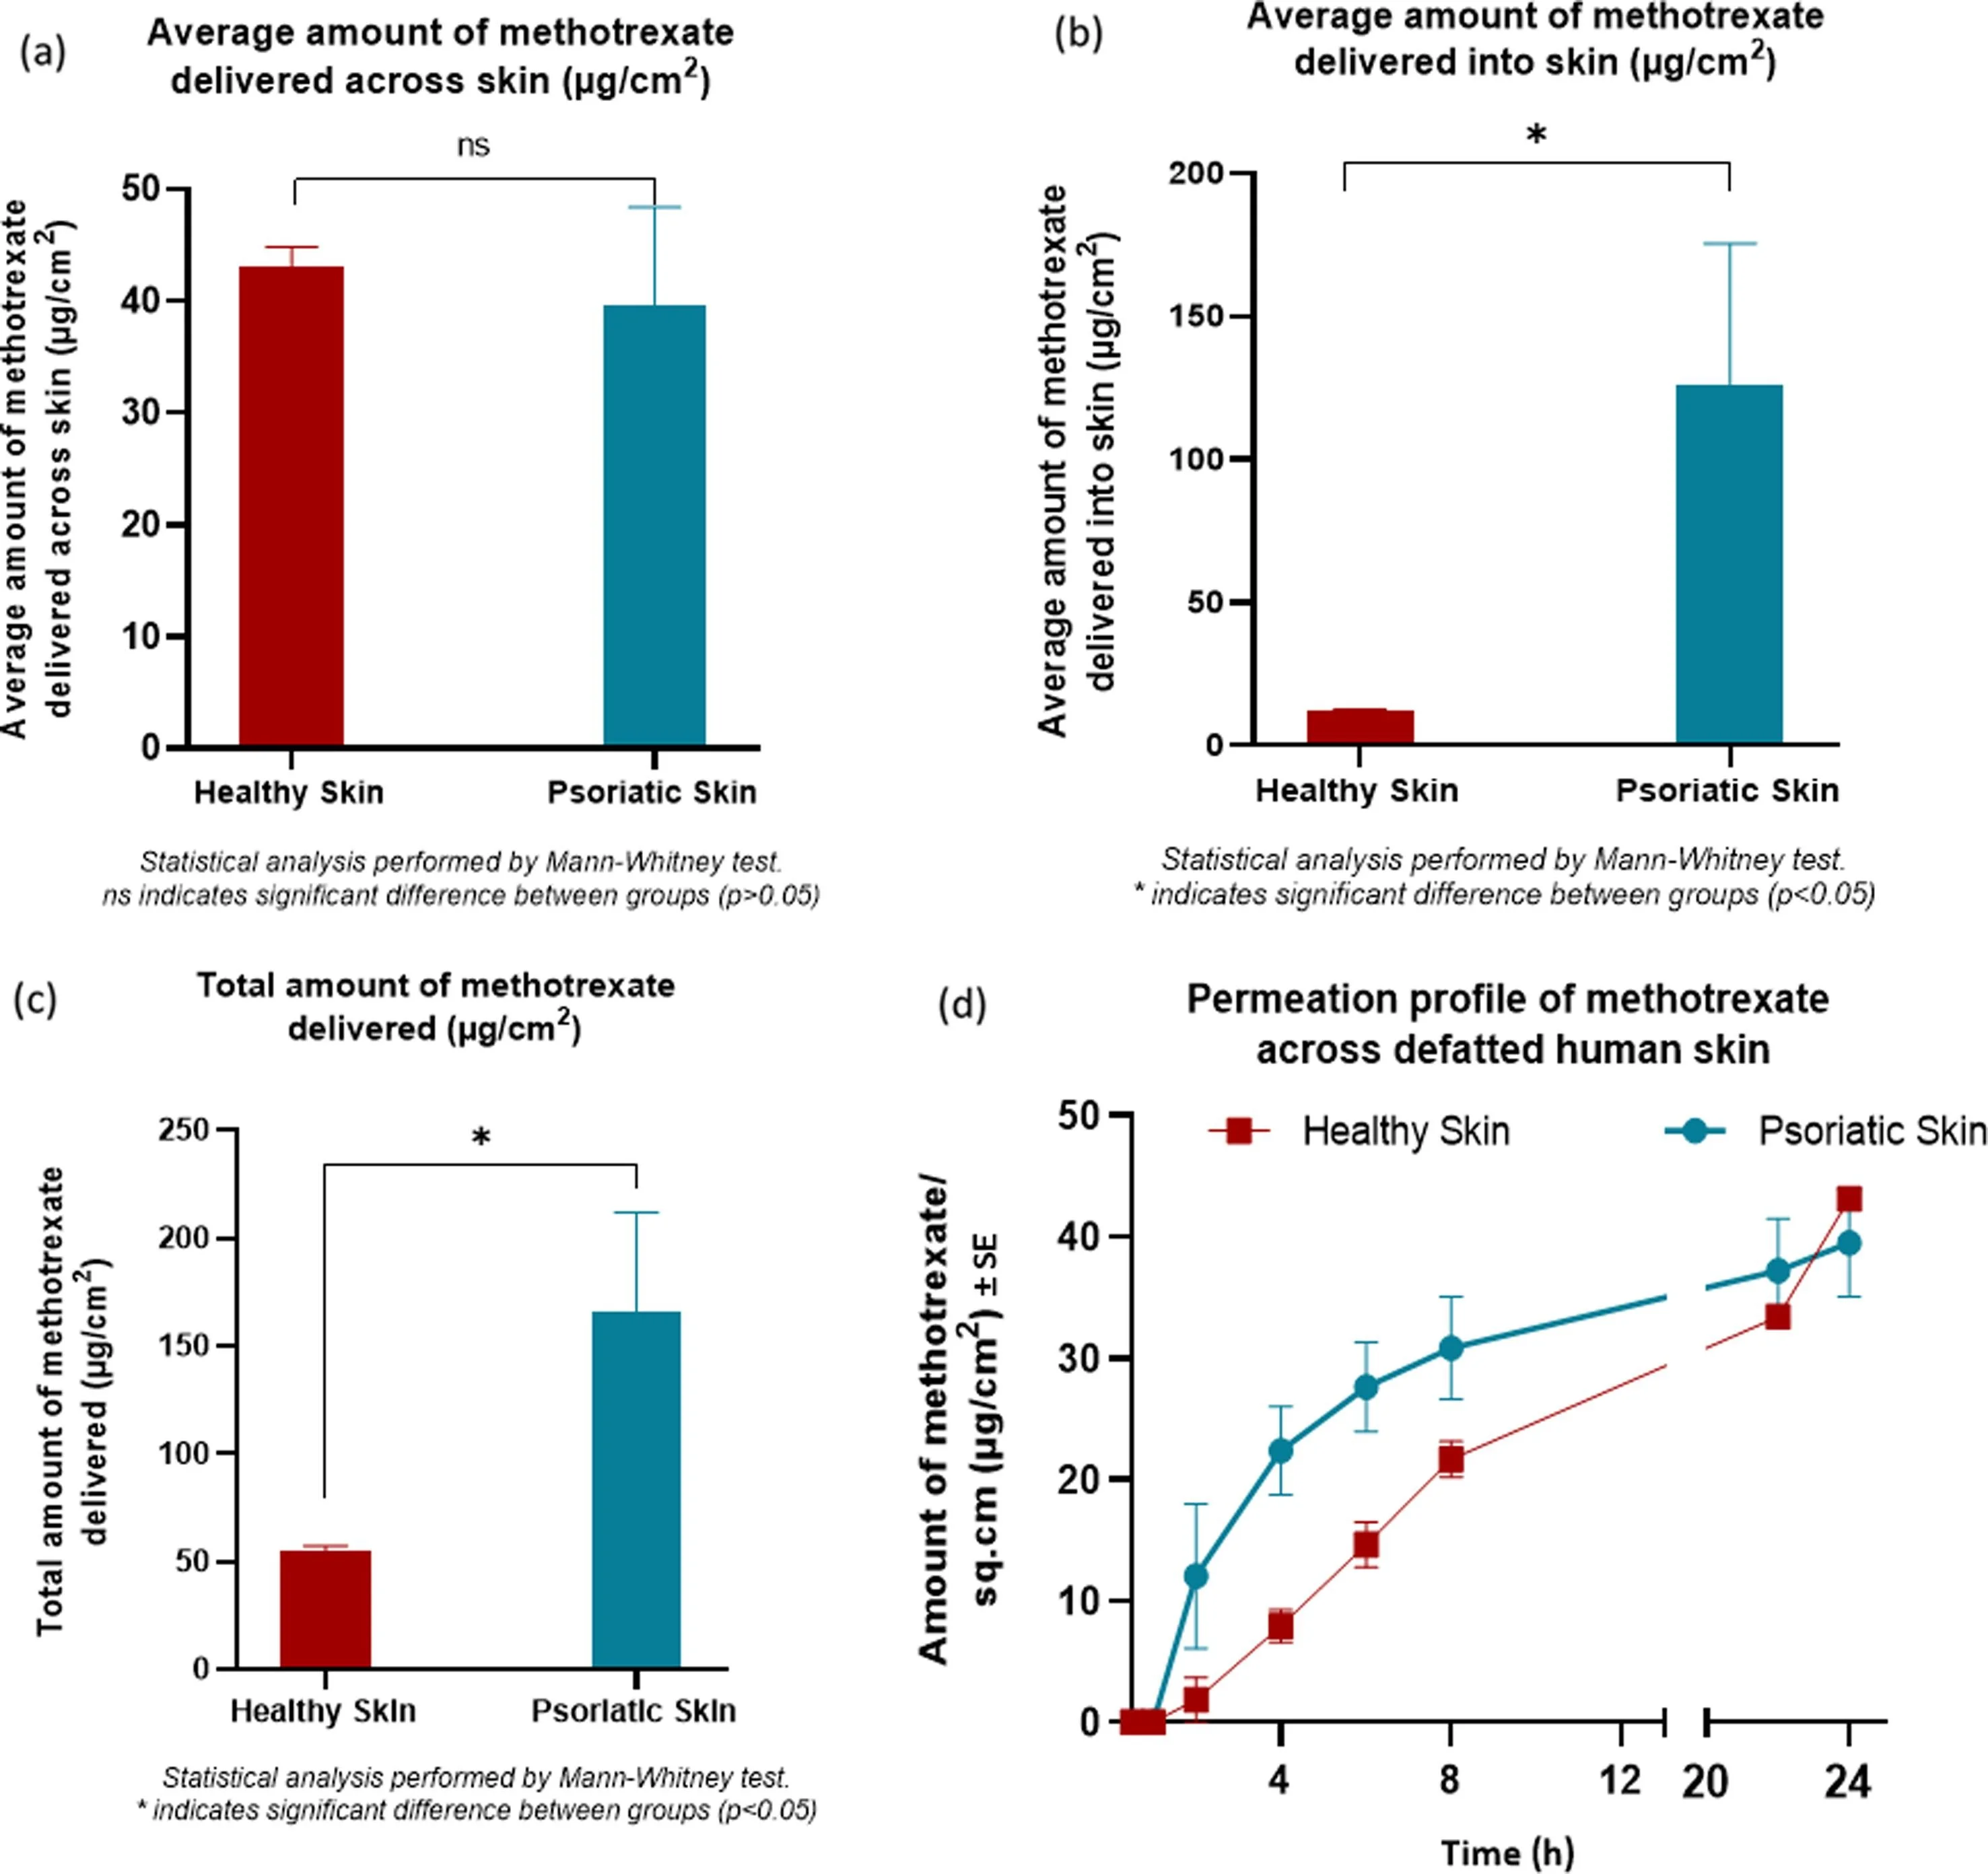 (a)
Average amount of methotrexate
delivered across skin (µg/cm²)
Average amount of methotrexate
delivered across skin (µg/cm²)
ns
50
40
30
20
10
0
Healthy Skin
Psoriatic Skin
Statistical analysis performed by Mann-Whitney test.
ns indicates significant difference between groups (p>0.05)
(b)
Average amount of methotrexate
delivered into skin (µg/cm²)
Average amount of methotrexate
delivered into skin (µg/cm²)
*
200
150
100
50
0
Healthy Skin
Psoriatic Skin
Statistical analysis performed by Mann-Whitney test.
* indicates significant difference between groups (p<0.05)
(c)
Total amount of methotrexate
delivered (µg/cm²)
Total amount of methotrexate
delivered (µg/cm²)
*
250
200
150
100
50
0
Healthy Skin
Psoriatic Skin
Statistical analysis performed by Mann-Whitney test.
* indicates significant difference between groups (p<0.05)
(d)
Permeation profile of methotrexate
across defatted human skin
Healthy Skin
Psoriatic Skin
Amount of methotrexate/
sq.cm (µg/cm²) ± SE
50
40
30
20
10
0
4
8
12
20
24
Time (h)